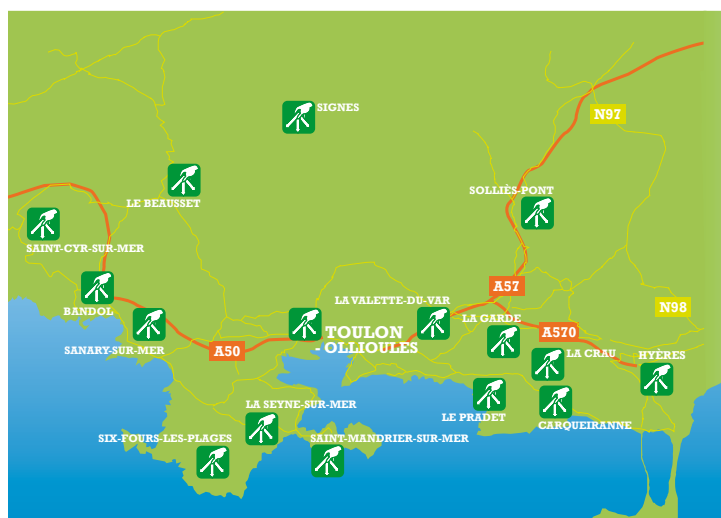 SIGNES
N97
LE BEAUSSET
SOLLIÈS-PONT
SAINT-CYR-SUR-MER
A57
BANDOL
LA VALETTE-DU-VAR
N98
LA GARDE
TOULON
- OLLIOULES
A570
SANARY-SUR-MER
A50
LA CRAU
HYÈRES
LA SEYNE-SUR-MER
LE PRADET
CARQUEIRANNE
SIX-FOURS-LES-PLAGES
SAINT-MANDRIER-SUR-MER